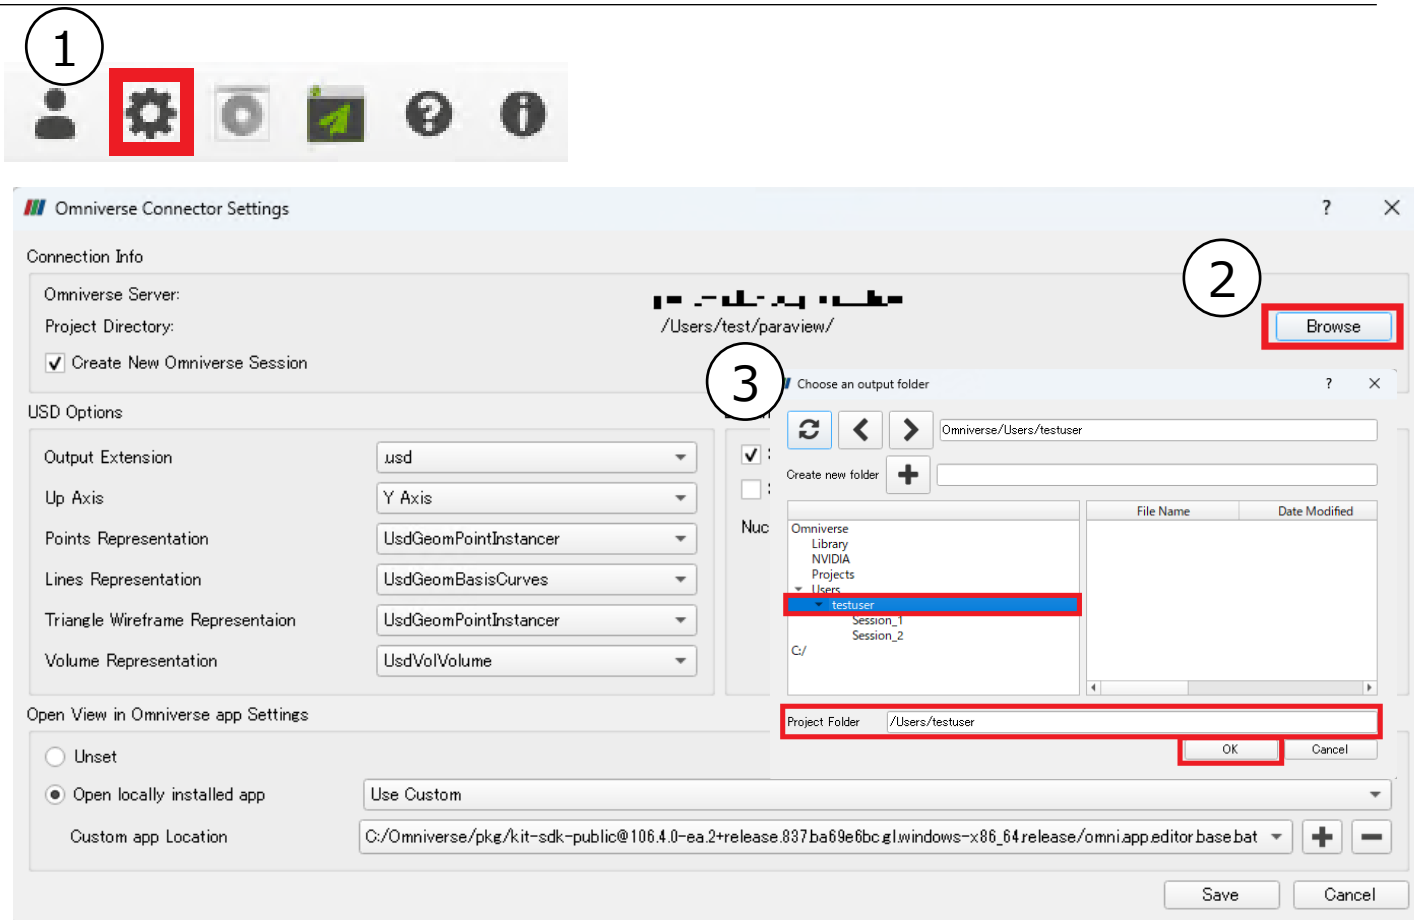 1
Omniverse Connector Settings
?
Connection Info
2
Omniverse Server:
Project Directory:
/Users/test/paraview/
Browse
Create New Omniverse Session
3
Choose an output folder
?
USD Options
Omniverse/Users/testuser
Output Extension
.usd
Create new folder
Up Axis
Y Axis
File Name
Date Modified
Points Representation
UsdGeomPointInstancer
Nuc
Omniverse
Library
NVIDIA
Projects
Users
testuser
Session_1
Session_2
C:/
Lines Representation
UsdGeomBasisCurves
Triangle Wireframe Representaion
UsdGeomPointInstancer
Volume Representation
UsdVolVolume
Open View in Omniverse app Settings
Project Folder
/Users/testuser
OK
Cancel
Unset
Open locally installed app
Use Custom
Custom app Location
C:/Omniverse/pkg/kit-sdk-public@106.4.0-ea.2+release.837.ba69e6bc.gl.windows-x86_64.release/omni.app.editor.base.bat
Save
Cancel